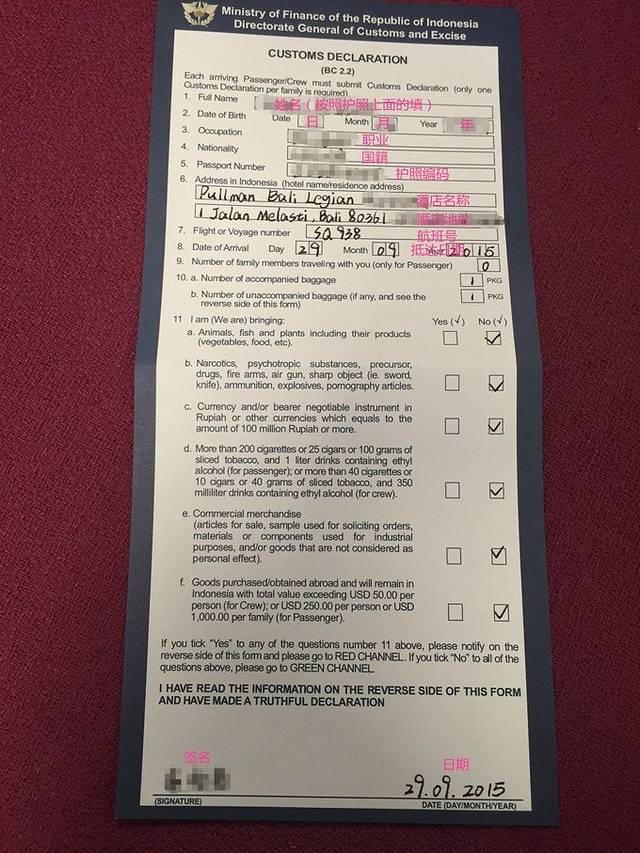 Ministry of Finance of the Republic of Indonesia
Directorate General of Customs and Excise
CUSTOMS DECLARATION
(BC 2.2)
Each arriving Passenger/Crew must submit Customs Declaration (only one
Customs Declaration per family is required)
1. Full Name 姓名(按照护照上面的填)
2. Date of Birth Date 日 Month 月 Year 年
3. Occupation 职业
4. Nationality 国籍
5. Passport Number 护照编码
6. Address in Indonesia (hotel name/residence address)
Pullman Bali Legian 酒店名称
1 Jalan Melasti, Bali 80361 酒店地址
7. Flight or Voyage number SQ938 航班号
8. Date of Arrival Day 29 Month 09 抵达日期 Year 2015
9. Number of family members traveling with you (only for Passenger) 0
10. a. Number of accompanied baggage 1 PKG
b. Number of unaccompanied baggage (if any, and see the 1 PKG
reverse side of this form)
11 I am (We are) bringing: Yes (√) No (√)
a. Animals, fish and plants including their products ✓
(vegetables, food, etc).
b. Narcotics, psychotropic substances, precursor,
drugs, fire arms, air gun, sharp object (ie. sword,
knife), ammunition, explosives, pornography articles. ✓
c. Currency and/or bearer negotiable instrument in
Rupiah or other currencies which equals to the
amount of 100 million Rupiah or more. ✓
d. More than 200 cigarettes or 25 cigars or 100 grams of
sliced tobacco, and 1 liter drinks containing ethyl
alcohol (for passenger); or more than 40 cigarettes or
10 cigars or 40 grams of sliced tobacco, and 350
milliliter drinks containing ethyl alcohol (for crew). ✓
e. Commercial merchandise
(articles for sale, sample used for soliciting orders,
materials or components used for industrial
purposes, and/or goods that are not considered as
personal effect). ✓
f. Goods purchased/obtained abroad and will remain in
Indonesia with total value exceeding USD 50.00 per
person (for Crew); or USD 250.00 per person or USD
1,000.00 per family (for Passenger). ✓
If you tick "Yes" to any of the questions number 11 above, please notify on the
reverse side of this form and please go to RED CHANNEL. If you tick "No" to all of the
questions above, please go to GREEN CHANNEL
I HAVE READ THE INFORMATION ON THE REVERSE SIDE OF THIS FORM
AND HAVE MADE A TRUTHFUL DECLARATION
签名 日期
29.09.2015
(SIGNATURE) DATE (DAY/MONTH/YEAR)